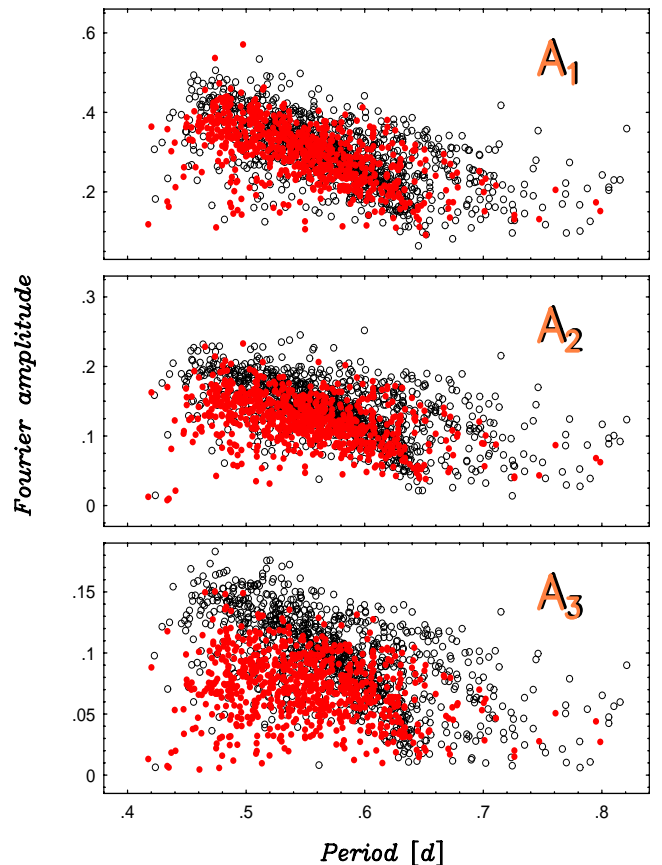 .6
.4
.2
A1
.3
.2
.1
0
A2
.15
.1
.05
0
A3
.4 .5 .6 .7 .8
Fourier amplitude
Period [d]